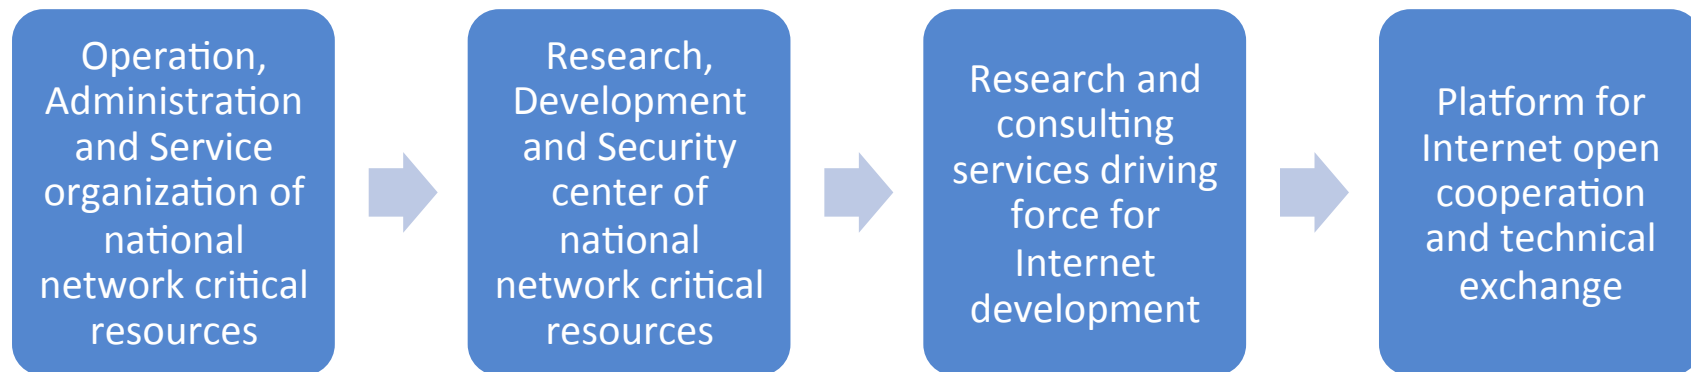 Operation,
Administration
and Service
organization of
national
network critical
resources
Research,
Development
and Security
center of
national
network critical
resources
Research and
consulting
services driving
force for
Internet
development
Platform for
Internet open
cooperation
and technical
exchange